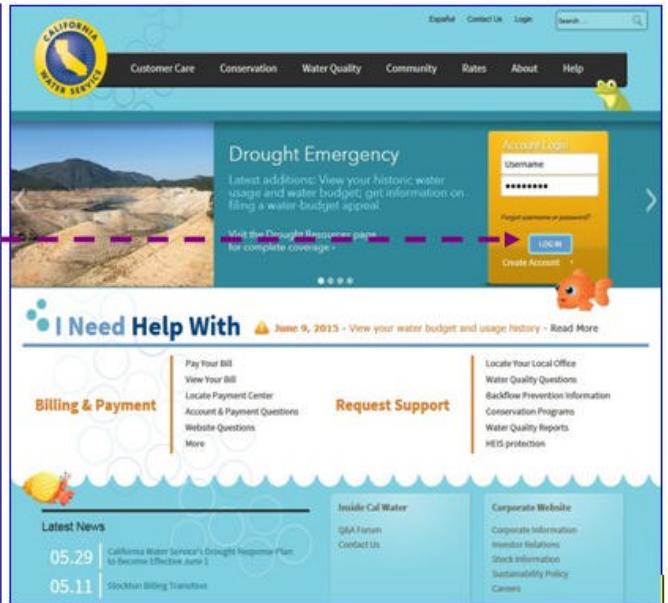 CALIFORNIA
WATER SERVICE
Español Contact Us Login Search ...
Customer Care Conservation Water Quality Community Rates About Help
Drought Emergency
Latest additions: View your historic water
usage and water budget; get information on
filing a water-budget appeal
Visit the Drought Resources page
for complete coverage ›
Account Login
Username
••••••••
Forgot username or password?
LOG IN
Create Account ›
I Need Help With
June 9, 2015 - View your water budget and usage history - Read More
Billing & Payment
Pay Your Bill
View Your Bill
Locate Payment Center
Account & Payment Questions
Website Questions
More
Request Support
Locate Your Local Office
Water Quality Questions
Backflow Prevention Information
Conservation Programs
Water Quality Reports
HEIS protection
Latest News
05.29 California Water Service's Drought Response Plan
to Become Effective June 1
05.11 Stockton Billing Transition
Inside Cal Water
Q&A Forum
Contact Us
Corporate Website
Corporate Information
Investor Relations
Stock Information
Sustainability Policy
Careers